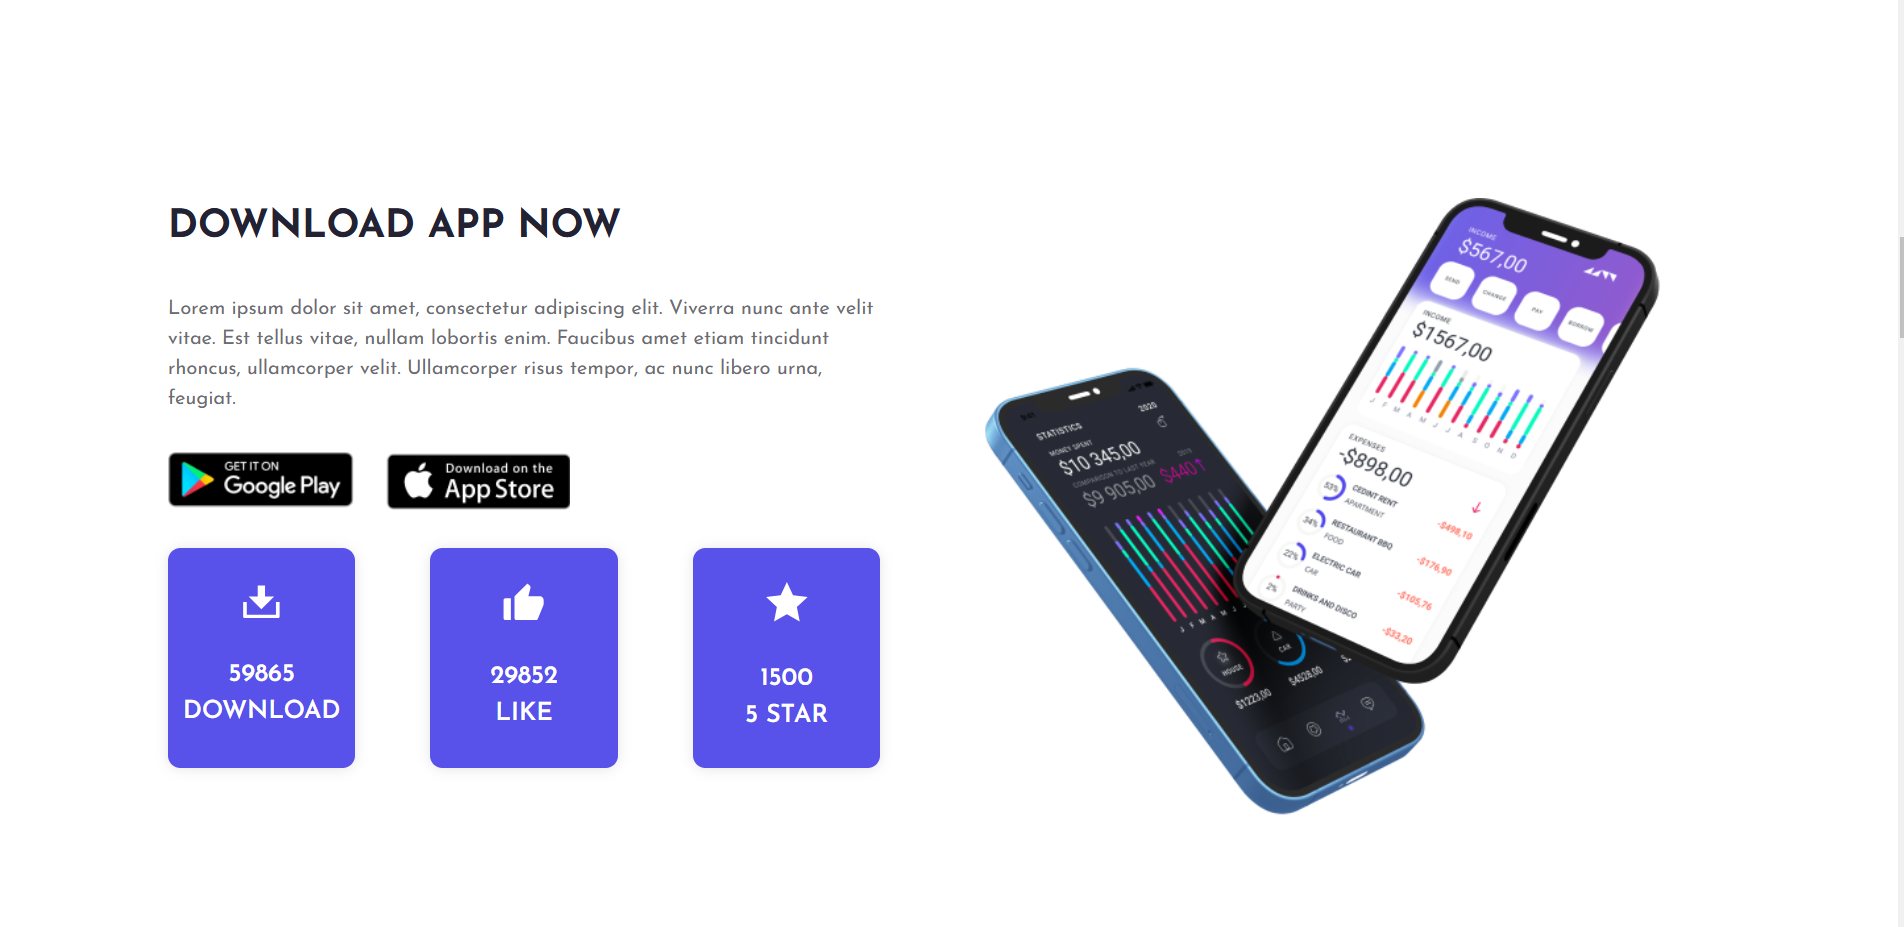 DOWNLOAD APP NOW
Lorem ipsum dolor sit amet, consectetur adipiscing elit. Viverra nunc ante velit
vitae. Est tellus vitae, nullam lobortis enim. Faucibus amet etiam tincidunt
rhoncus, ullamcorper velit. Ullamcorper risus tempor, ac nunc libero urna,
feugiat.
GET IT ON
Google Play
Download on the
App Store
59865
DOWNLOAD
29852
LIKE
1500
5 STAR
9:41
2020
STATISTICS
MONEY SPENT
$10 345,00
2019
COMPARISON TO LAST YEAR
$9 905,00
$440↑
J F M A M J
HOUSE
CAR
$1223,00
$4528,00
INCOME
$567,00
SEND
CHANGE
PAY
BORROW
INCOME
$1567,00
J F M A M J J A S O N D
EXPENSES
-$898,00
53%
CEDINT RENT
APARTMENT
-$498,10
34%
RESTAURANT BBQ
FOOD
-$176,90
22%
ELECTRIC CAR
CAR
-$105,76
2%
DRINKS AND DISCO
PARTY
-$33,20